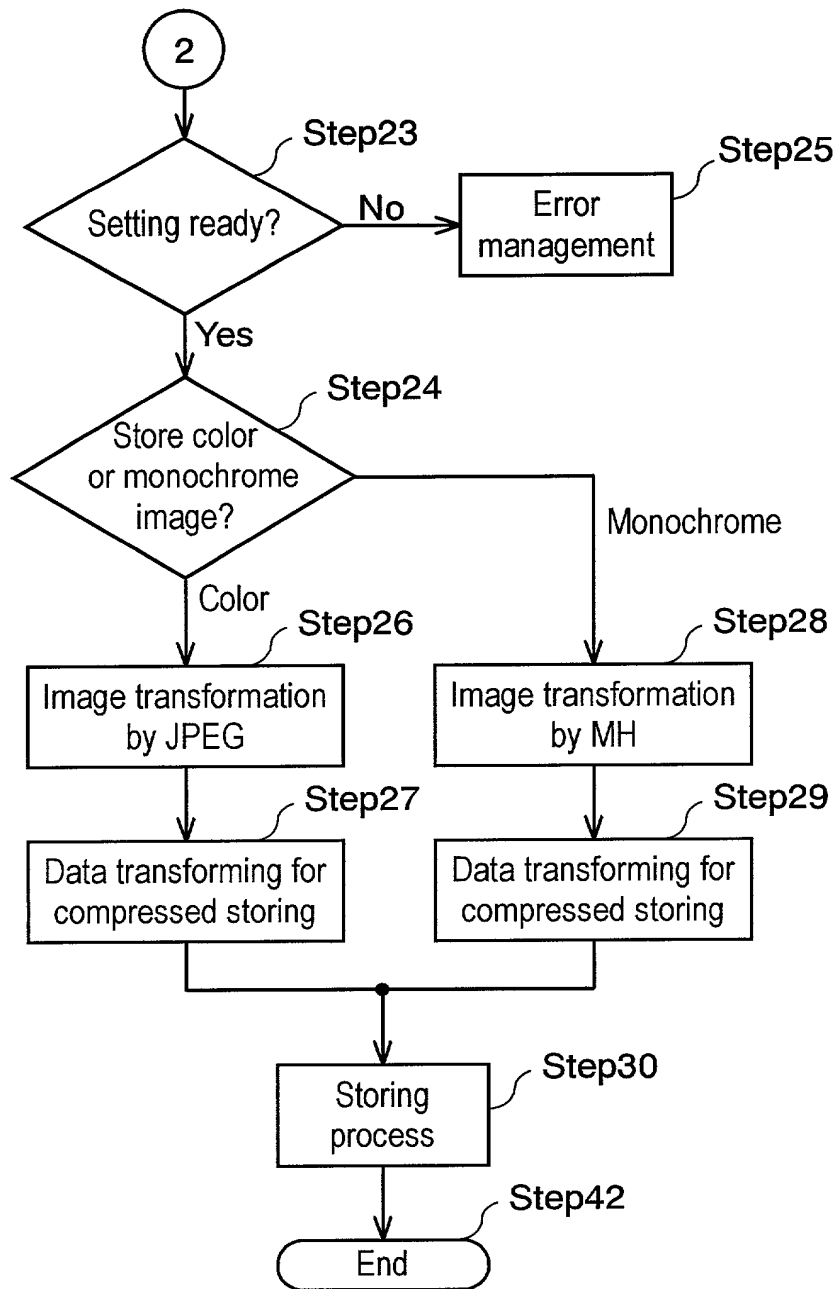 2
Step23
Setting ready?
No
Step25
Error
management
Yes
Step24
Store color
or monochrome
image?
Monochrome
Color
Step26
Image transformation
by JPEG
Step28
Image transformation
by MH
Step27
Data transforming for
compressed storing
Step29
Data transforming for
compressed storing
Step30
Storing
process
Step42
End